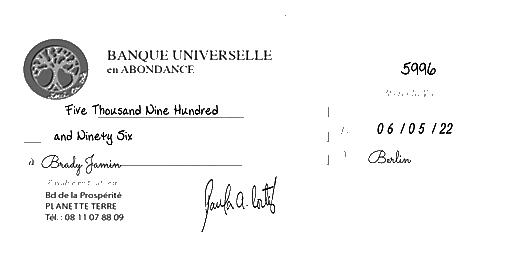 BANQUE UNIVERSELLE
en ABONDANCE
5996
Five Thousand Nine Hundred
and Ninety Six
06/05/22
à Brady Jamin
Berlin
Bd de la Prospérité
PLANETTE TERRE
Tél. : 08 11 07 88 09